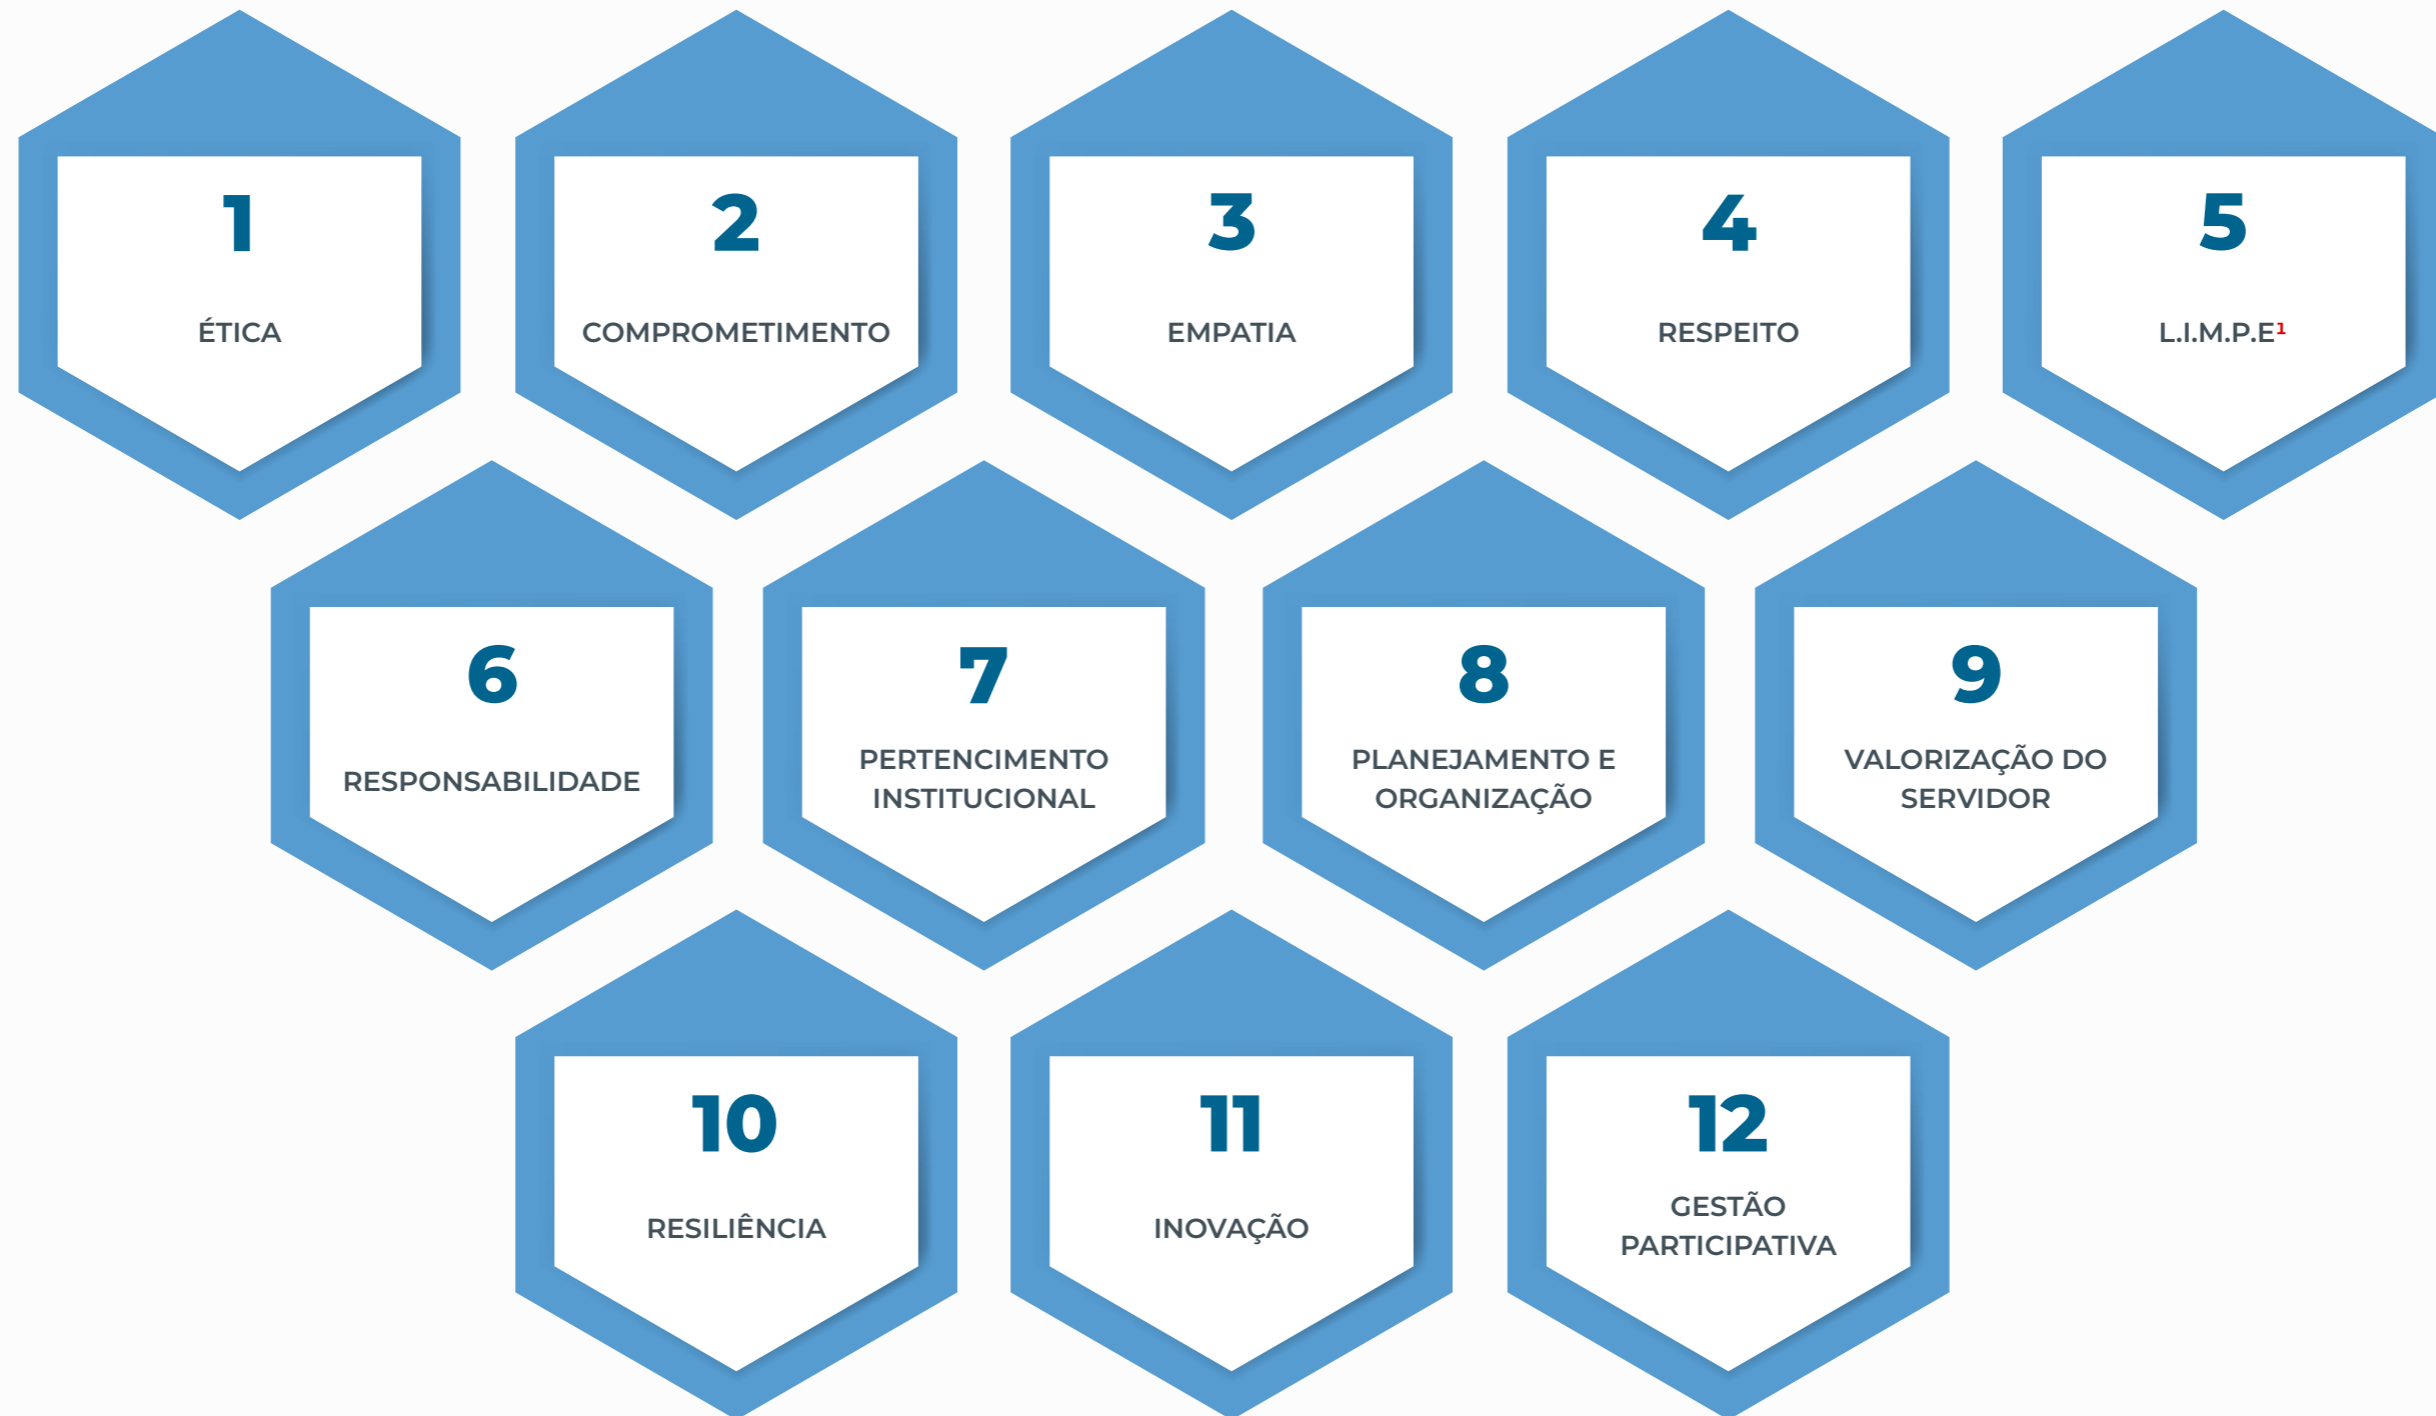 1
ÉTICA
2
COMPROMETIMENTO
3
EMPATIA
4
RESPEITO
5
L.I.M.P.E¹
6
RESPONSABILIDADE
7
PERTENCIMENTO
INSTITUCIONAL
8
PLANEJAMENTO E
ORGANIZAÇÃO
9
VALORIZAÇÃO DO
SERVIDOR
10
RESILIÊNCIA
11
INOVAÇÃO
12
GESTÃO
PARTICIPATIVA